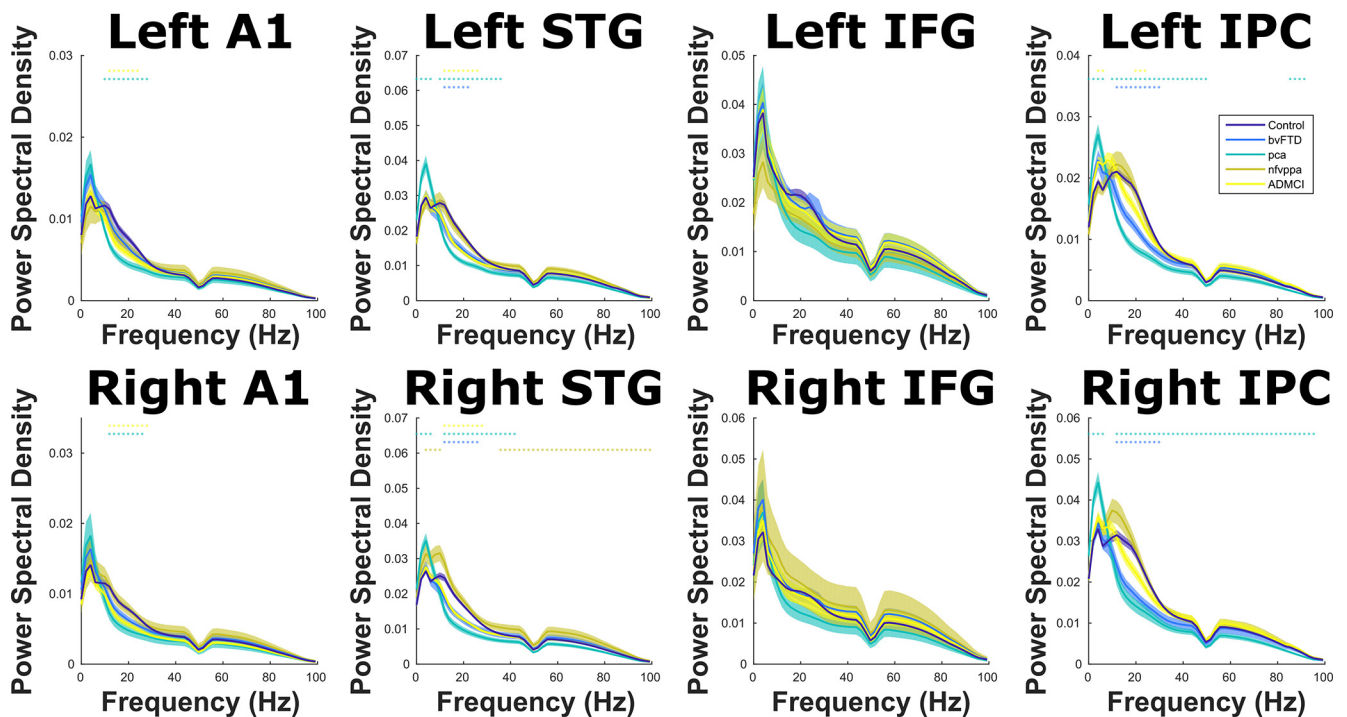 Left A1
Left STG
Left IFG
Left IPC
Power Spectral Density
0.03
0.02
0.01
0
0 20 40 60 80 100
Frequency (Hz)
Power Spectral Density
0.07
0.06
0.05
0.04
0.03
0.02
0.01
0
0 20 40 60 80 100
Frequency (Hz)
Power Spectral Density
0.05
0.04
0.03
0.02
0.01
0
0 20 40 60 80 100
Frequency (Hz)
Power Spectral Density
0.04
0.03
0.02
0.01
0
0 20 40 60 80 100
Frequency (Hz)
Control
bvFTD
pca
nfvppa
ADMCI
Right A1
Right STG
Right IFG
Right IPC
Power Spectral Density
0.03
0.02
0.01
0
0 20 40 60 80 100
Frequency (Hz)
Power Spectral Density
0.07
0.06
0.05
0.04
0.03
0.02
0.01
0
0 20 40 60 80 100
Frequency (Hz)
Power Spectral Density
0.06
0.05
0.04
0.03
0.02
0.01
0
0 20 40 60 80 100
Frequency (Hz)
Power Spectral Density
0.06
0.05
0.04
0.03
0.02
0.01
0
0 20 40 60 80 100
Frequency (Hz)